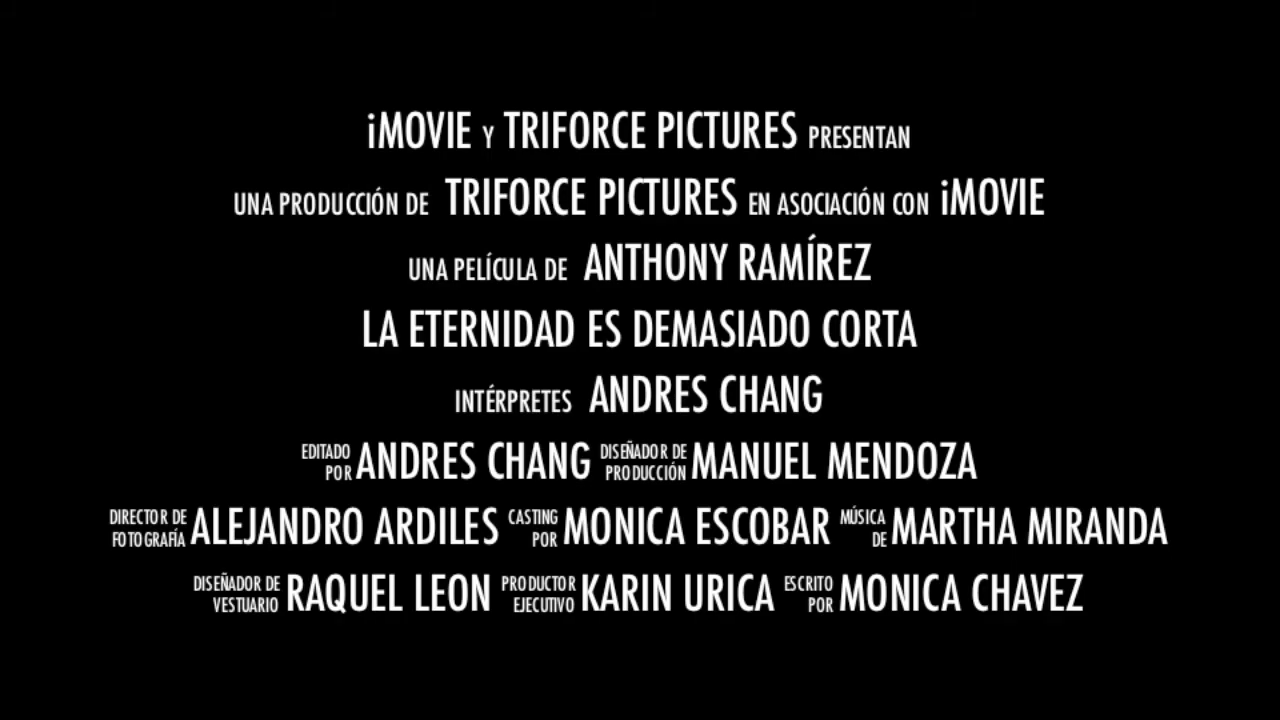 iMOVIE Y TRIFORCE PICTURES PRESENTAN
UNA PRODUCCIÓN DE TRIFORCE PICTURES EN ASOCIACIÓN CON iMOVIE
UNA PELÍCULA DE ANTHONY RAMÍREZ
LA ETERNIDAD ES DEMASIADO CORTA
INTÉRPRETES ANDRES CHANG
EDITADO POR ANDRES CHANG DISEÑADOR DE PRODUCCIÓN MANUEL MENDOZA
DIRECTOR DE FOTOGRAFÍA ALEJANDRO ARDILES CASTING POR MONICA ESCOBAR MÚSICA DE MARTHA MIRANDA
DISEÑADOR DE VESTUARIO RAQUEL LEON PRODUCTOR EJECUTIVO KARIN URICA ESCRITO POR MONICA CHAVEZ